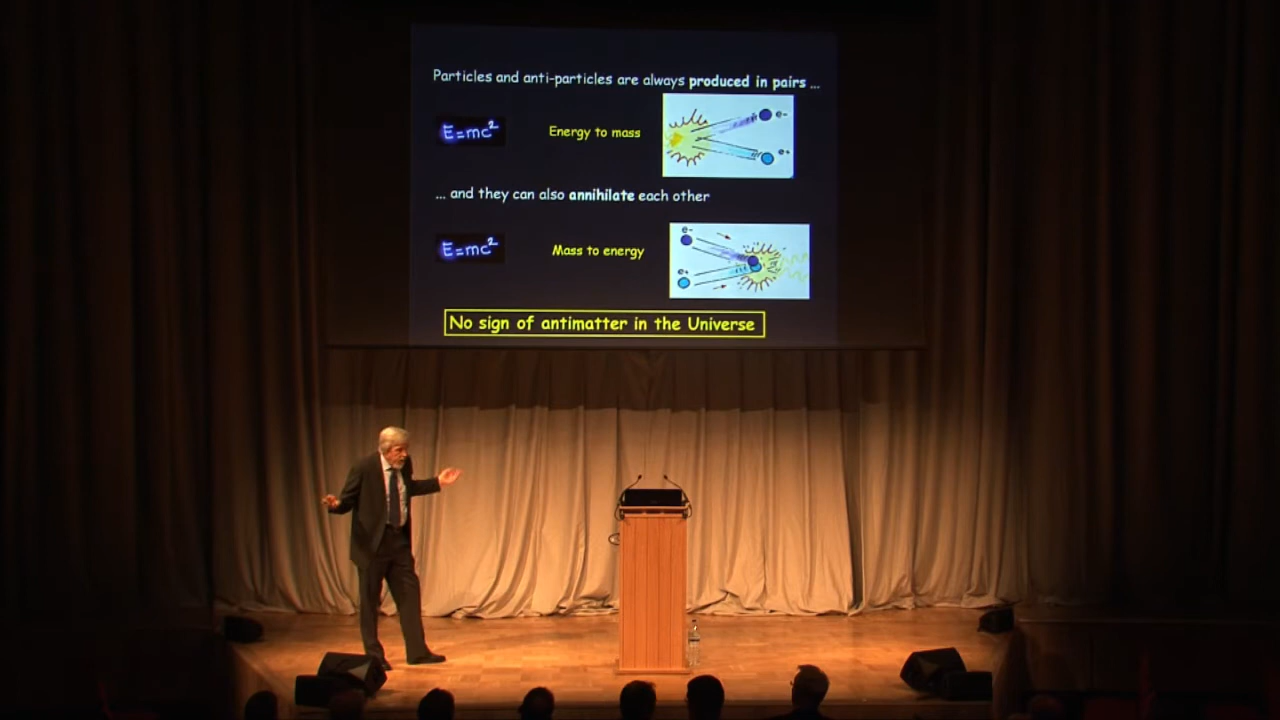 Particles and anti-particles are always produced in pairs ...
E=mc²
Energy to mass
e-
e+
... and they can also annihilate each other
E=mc²
Mass to energy
e-
e+
No sign of antimatter in the Universe